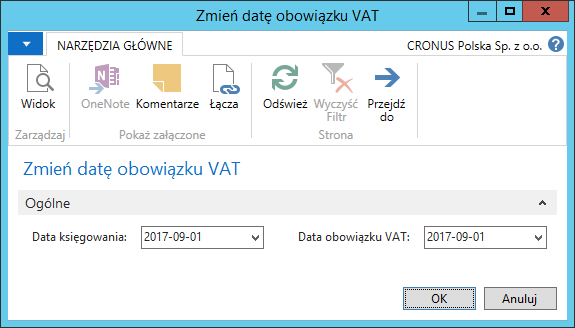 Zmień datę obowiązku VAT
NARZĘDZIA GŁÓWNE
CRONUS Polska Sp. z o.o.
?
Widok
OneNote
Komentarze
Łącza
Odśwież
Wyczyść
Filtr
Przejdź
do
Zarządzaj
Pokaż załączone
Strona
Zmień datę obowiązku VAT
Ogólne
Data księgowania: 2017-09-01
Data obowiązku VAT: 2017-09-01
OK
Anuluj